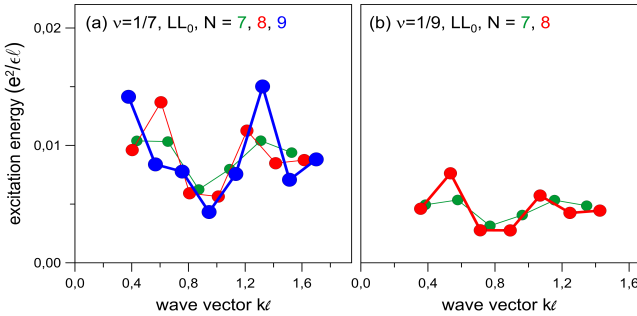 (a) ν=1/7, LL₀, N = 7, 8, 9
(b) ν=1/9, LL₀, N = 7, 8
excitation energy (e²/ϵℓ)
0,02
0,01
0,00
0,0 0,4 0,8 1,2 1,6
0,0 0,4 0,8 1,2 1,6
wave vector kℓ
wave vector kℓ